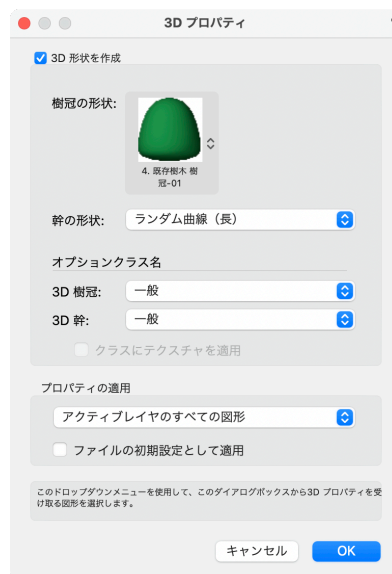 3D プロパティ
3D 形状を作成
樹冠の形状:
4. 既存樹木 樹
冠-01
幹の形状:
ランダム曲線（長）
オプションクラス名
3D 樹冠:
一般
3D 幹:
一般
クラスにテクスチャを適用
プロパティの適用
アクティブレイヤのすべての図形
ファイルの初期設定として適用
このドロップダウンメニューを使用して、このダイアログボックスから3D プロパティを受
け取る図形を選択します。
キャンセル
OK